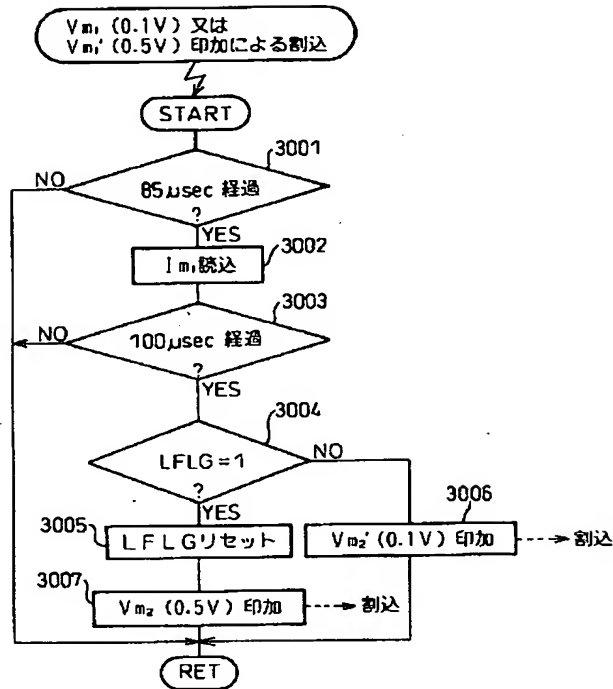 Vm₁ (0.1V) 又は
Vm₁' (0.5V) 印加による割込
START
3001
NO
85μsec 経過
?
YES
3002
Im₁読込
3003
NO
100μsec 経過
?
YES
3004
LFLG=1
NO
?
YES
3005
LFLGリセット
3006
Vm₂' (0.1V) 印加
割込
3007
Vm₂ (0.5V) 印加
割込
RET